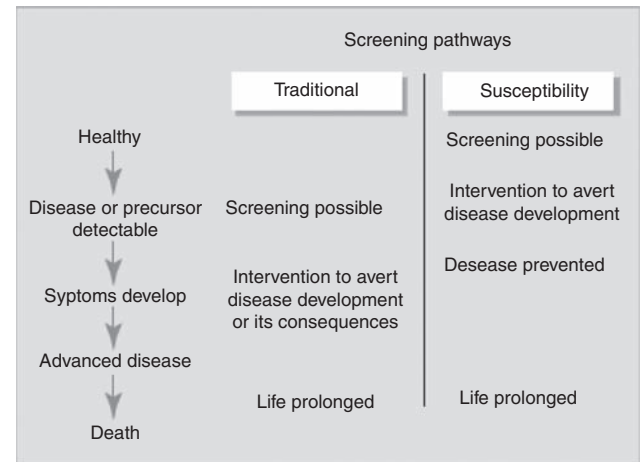 Screening pathways
Traditional
Susceptibility
Healthy
Screening possible
Disease or precursor
detectable
Screening possible
Intervention to avert
disease development
Syptoms develop
Intervention to avert
disease development
or its consequences
Desease prevented
Advanced disease
Life prolonged
Life prolonged
Death